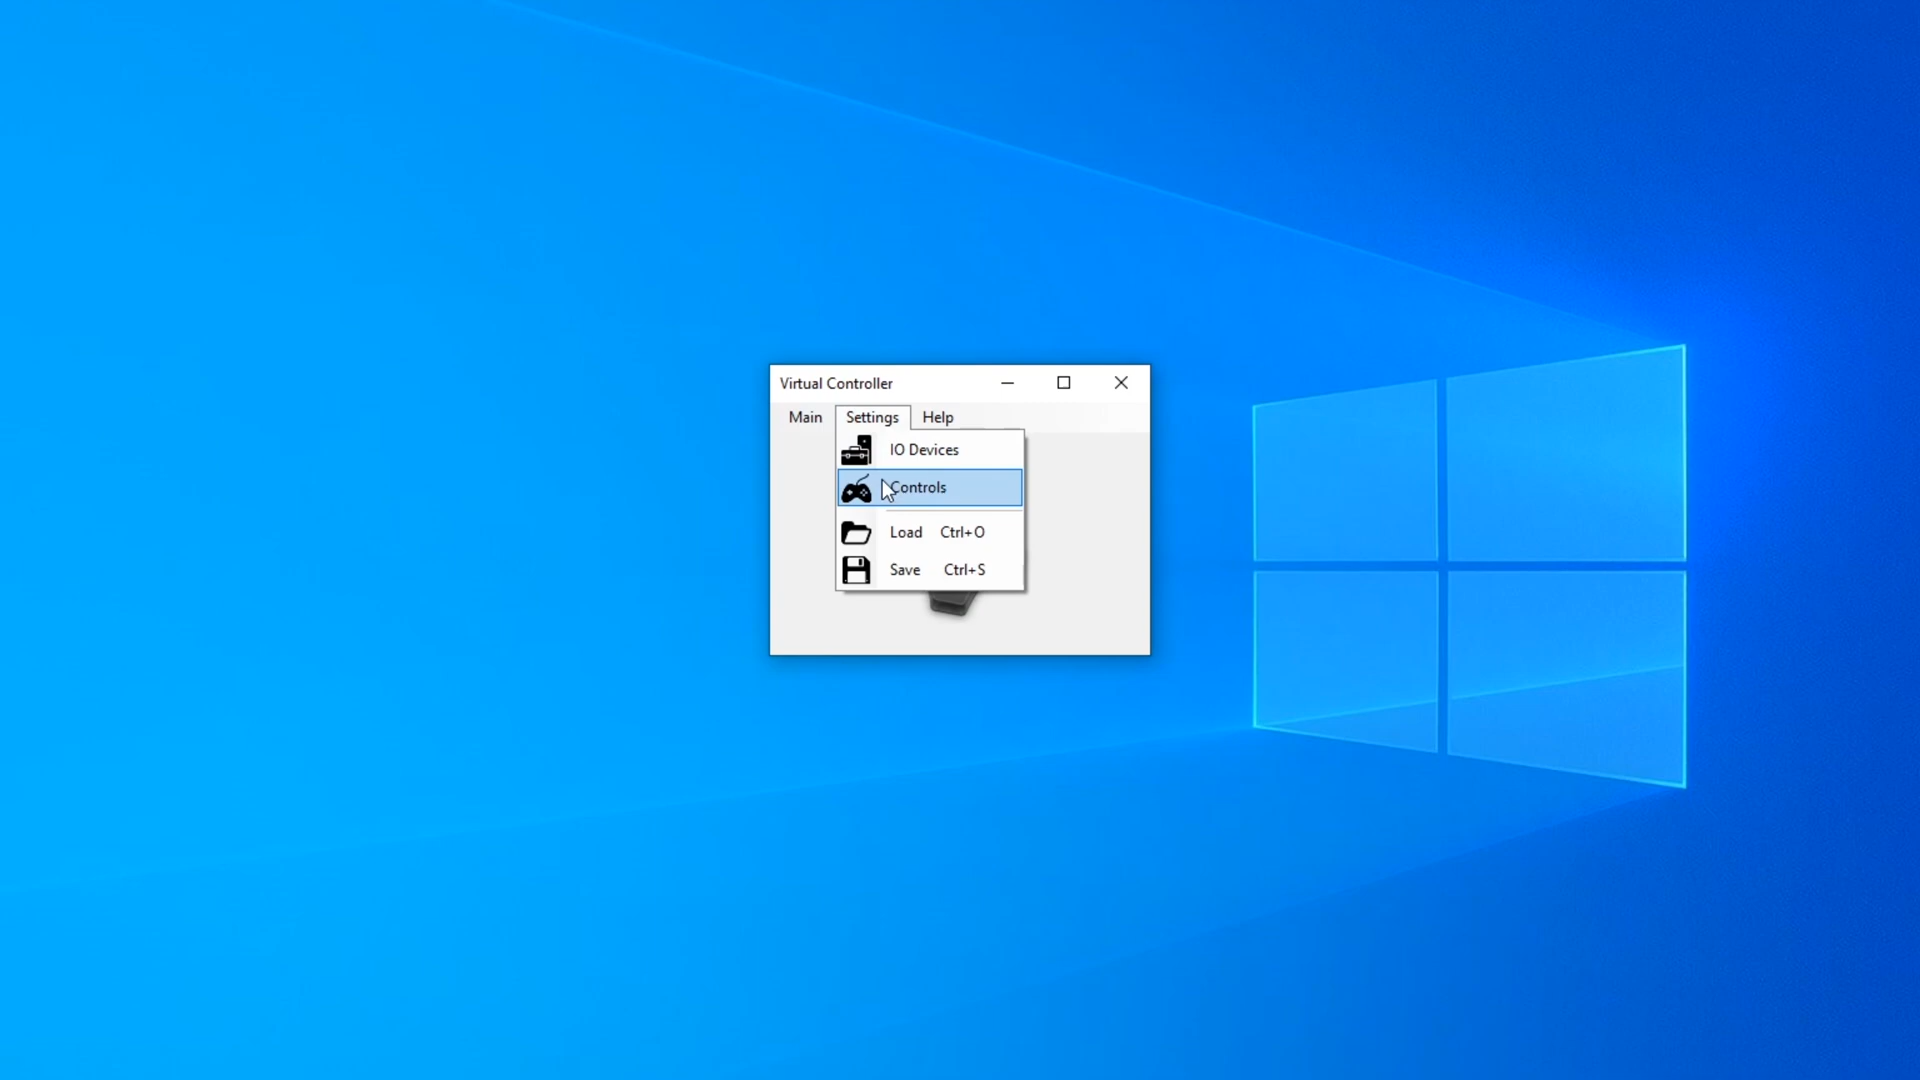 Virtual Controller
Main Settings Help
IO Devices
Controls
Load Ctrl+O
Save Ctrl+S